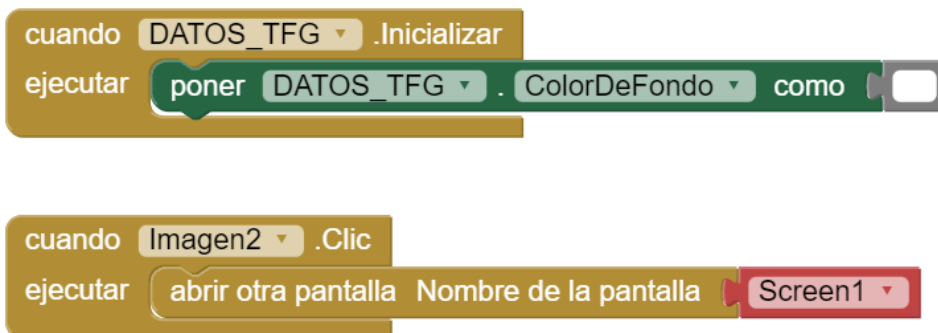 cuando DATOS_TFG .Inicializar
ejecutar poner DATOS_TFG . ColorDeFondo como
cuando Imagen2 .Clic
ejecutar abrir otra pantalla Nombre de la pantalla Screen1